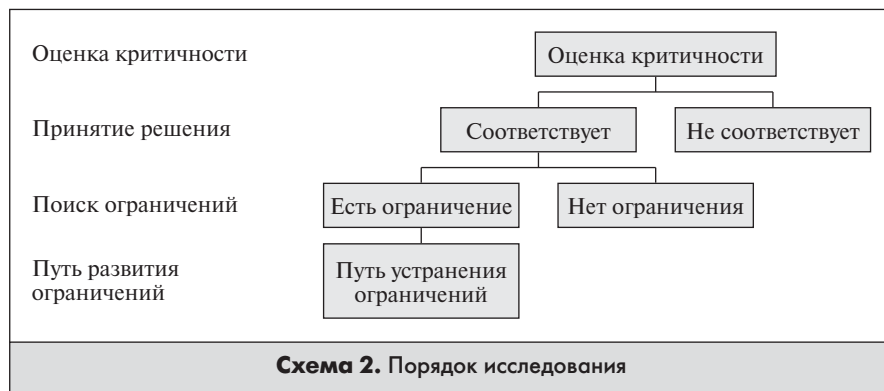 Оценка критичности
Оценка критичности
Принятие решения
Соответствует
Не соответствует
Поиск ограничений
Есть ограничение
Нет ограничения
Путь развития
ограничений
Путь устранения
ограничений
Схема 2. Порядок исследования